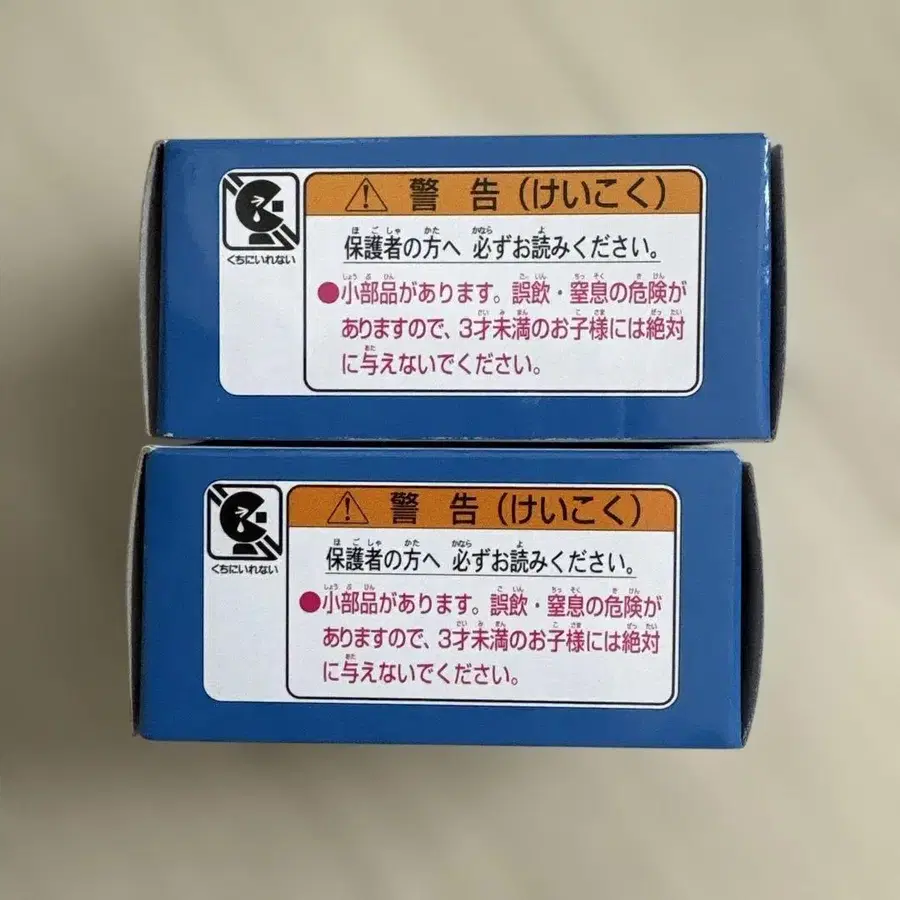 警告(けいこく)
くちにいれない
保護者の方へ 必ずお読みください。
ほごしゃ かた かなら よ
●小部品があります。誤飲・窒息の危険が
しょうぶひん ごいん ちっそく きけん
ありますので、3才未満のお子様には絶対
さいみまん こさま ぜったい
に与えないでください。
あた
警告(けいこく)
くちにいれない
保護者の方へ 必ずお読みください。
ほごしゃ かた かなら よ
●小部品があります。誤飲・窒息の危険が
しょうぶひん ごいん ちっそく きけん
ありますので、3才未満のお子様には絶対
さいみまん こさま ぜったい
に与えないでください。
あた